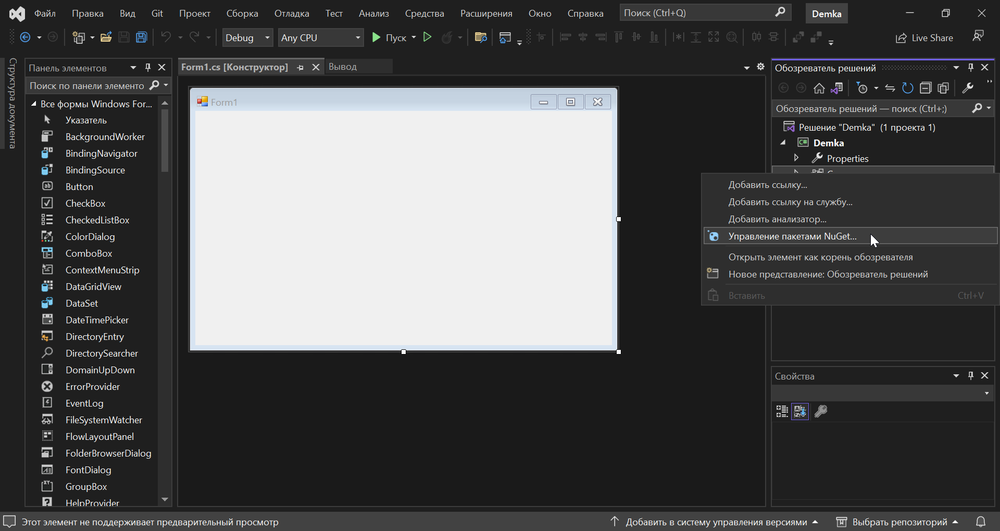 Файл Правка Вид Git Проект Сборка Отладка Тест Анализ Средства Расширения Окно Справка Поиск (Ctrl+Q) Demka
Debug Any CPU Пуск Live Share
Структура документа
Панель элементов
Поиск по панели элементо
Все формы Windows For...
Указатель
BackgroundWorker
BindingNavigator
BindingSource
Button
CheckBox
CheckedListBox
ColorDialog
ComboBox
ContextMenuStrip
DataGridView
DataSet
DateTimePicker
DirectoryEntry
DirectorySearcher
DomainUpDown
ErrorProvider
EventLog
FileSystemWatcher
FlowLayoutPanel
FolderBrowserDialog
FontDialog
GroupBox
HelpProvider
Form1.cs [Конструктор] Вывод
Form1
Обозреватель решений
Обозреватель решений — поиск (Ctrl+;)
Решение "Demka" (1 проекта 1)
C# Demka
Properties
Добавить ссылку...
Добавить ссылку на службу...
Добавить анализатор...
Управление пакетами NuGet...
Открыть элемент как корень обозревателя
Новое представление: Обозреватель решений
Вставить Ctrl+V
Свойства
Этот элемент не поддерживает предварительный просмотр
Добавить в систему управления версиями Выбрать репозиторий